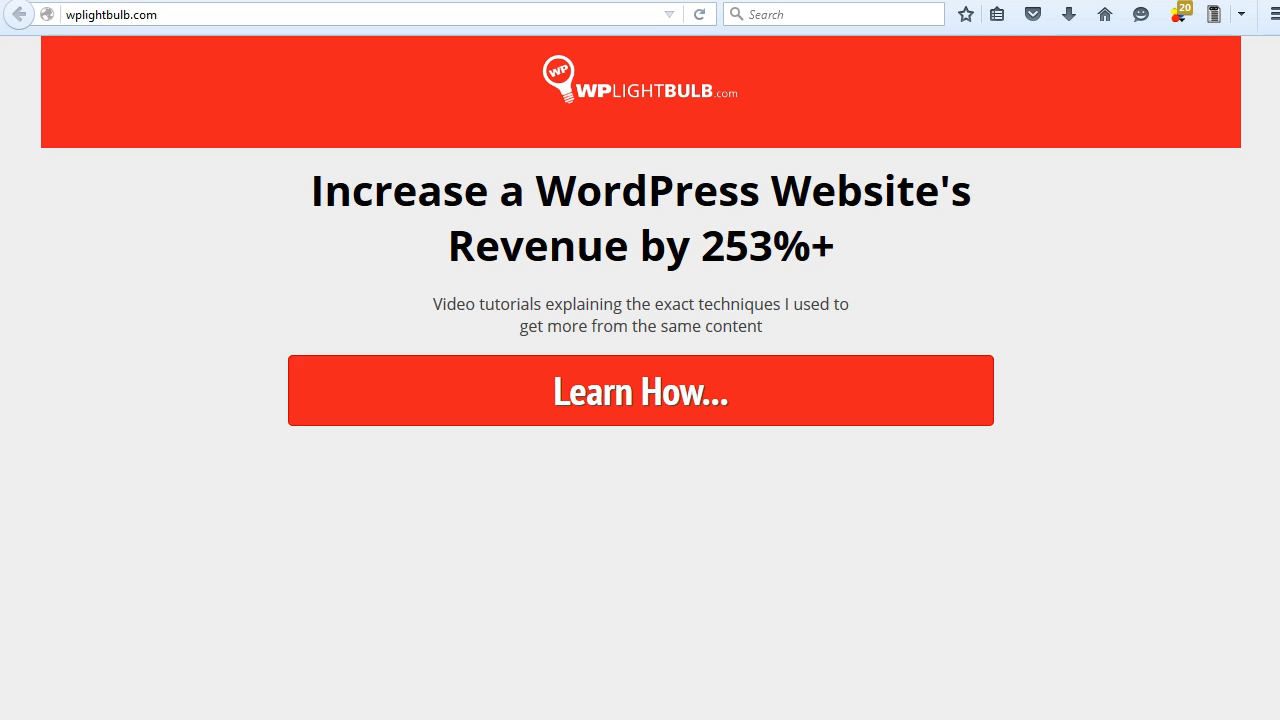 wplightbulb.com
Search
20
WP
WPLIGHTBULB.com
Increase a WordPress Website's
Revenue by 253%+
Video tutorials explaining the exact techniques I used to
get more from the same content
Learn How...